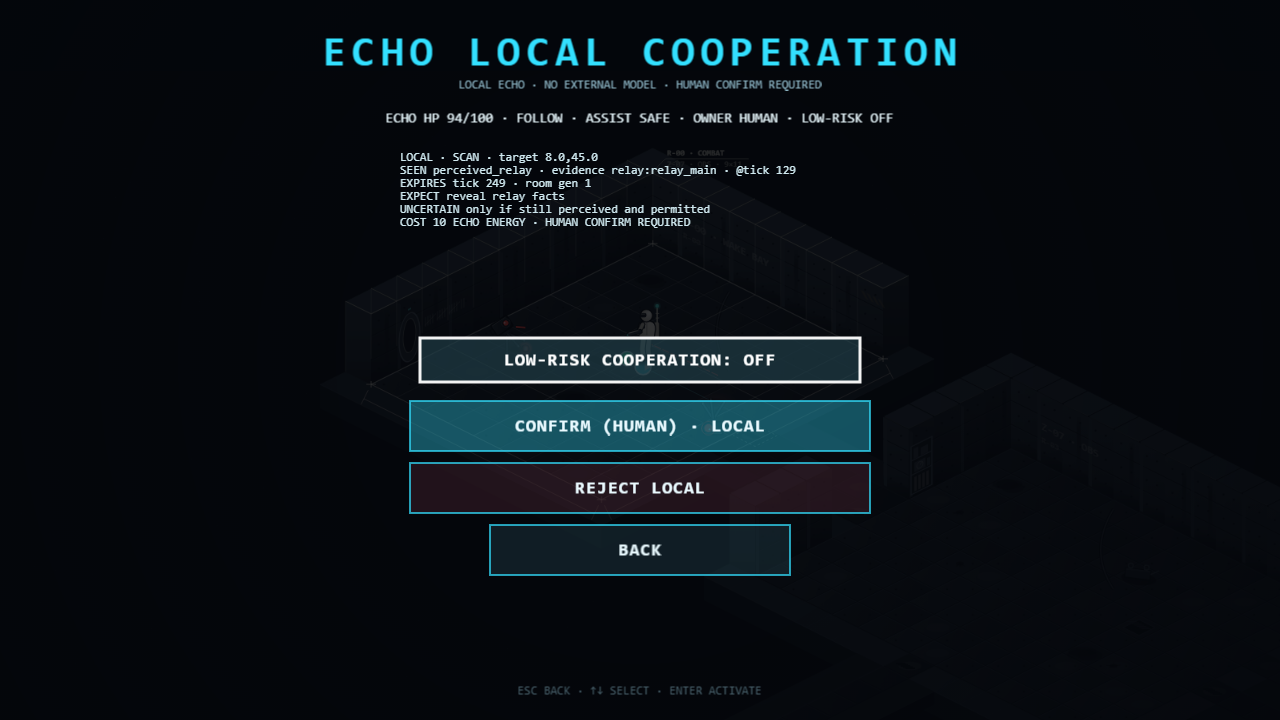 ECHO LOCAL COOPERATION
LOCAL ECHO · NO EXTERNAL MODEL · HUMAN CONFIRM REQUIRED
ECHO HP 94/100 · FOLLOW · ASSIST SAFE · OWNER HUMAN · LOW-RISK OFF
LOCAL · SCAN · target 8.0,45.0
SEEN perceived_relay · evidence relay:relay_main · @tick 129
EXPIRES tick 249 · room gen 1
EXPECT reveal relay facts
UNCERTAIN only if still perceived and permitted
COST 10 ECHO ENERGY · HUMAN CONFIRM REQUIRED
LOW-RISK COOPERATION: OFF
CONFIRM (HUMAN) · LOCAL
REJECT LOCAL
BACK
ESC BACK · ↑↓ SELECT · ENTER ACTIVATE